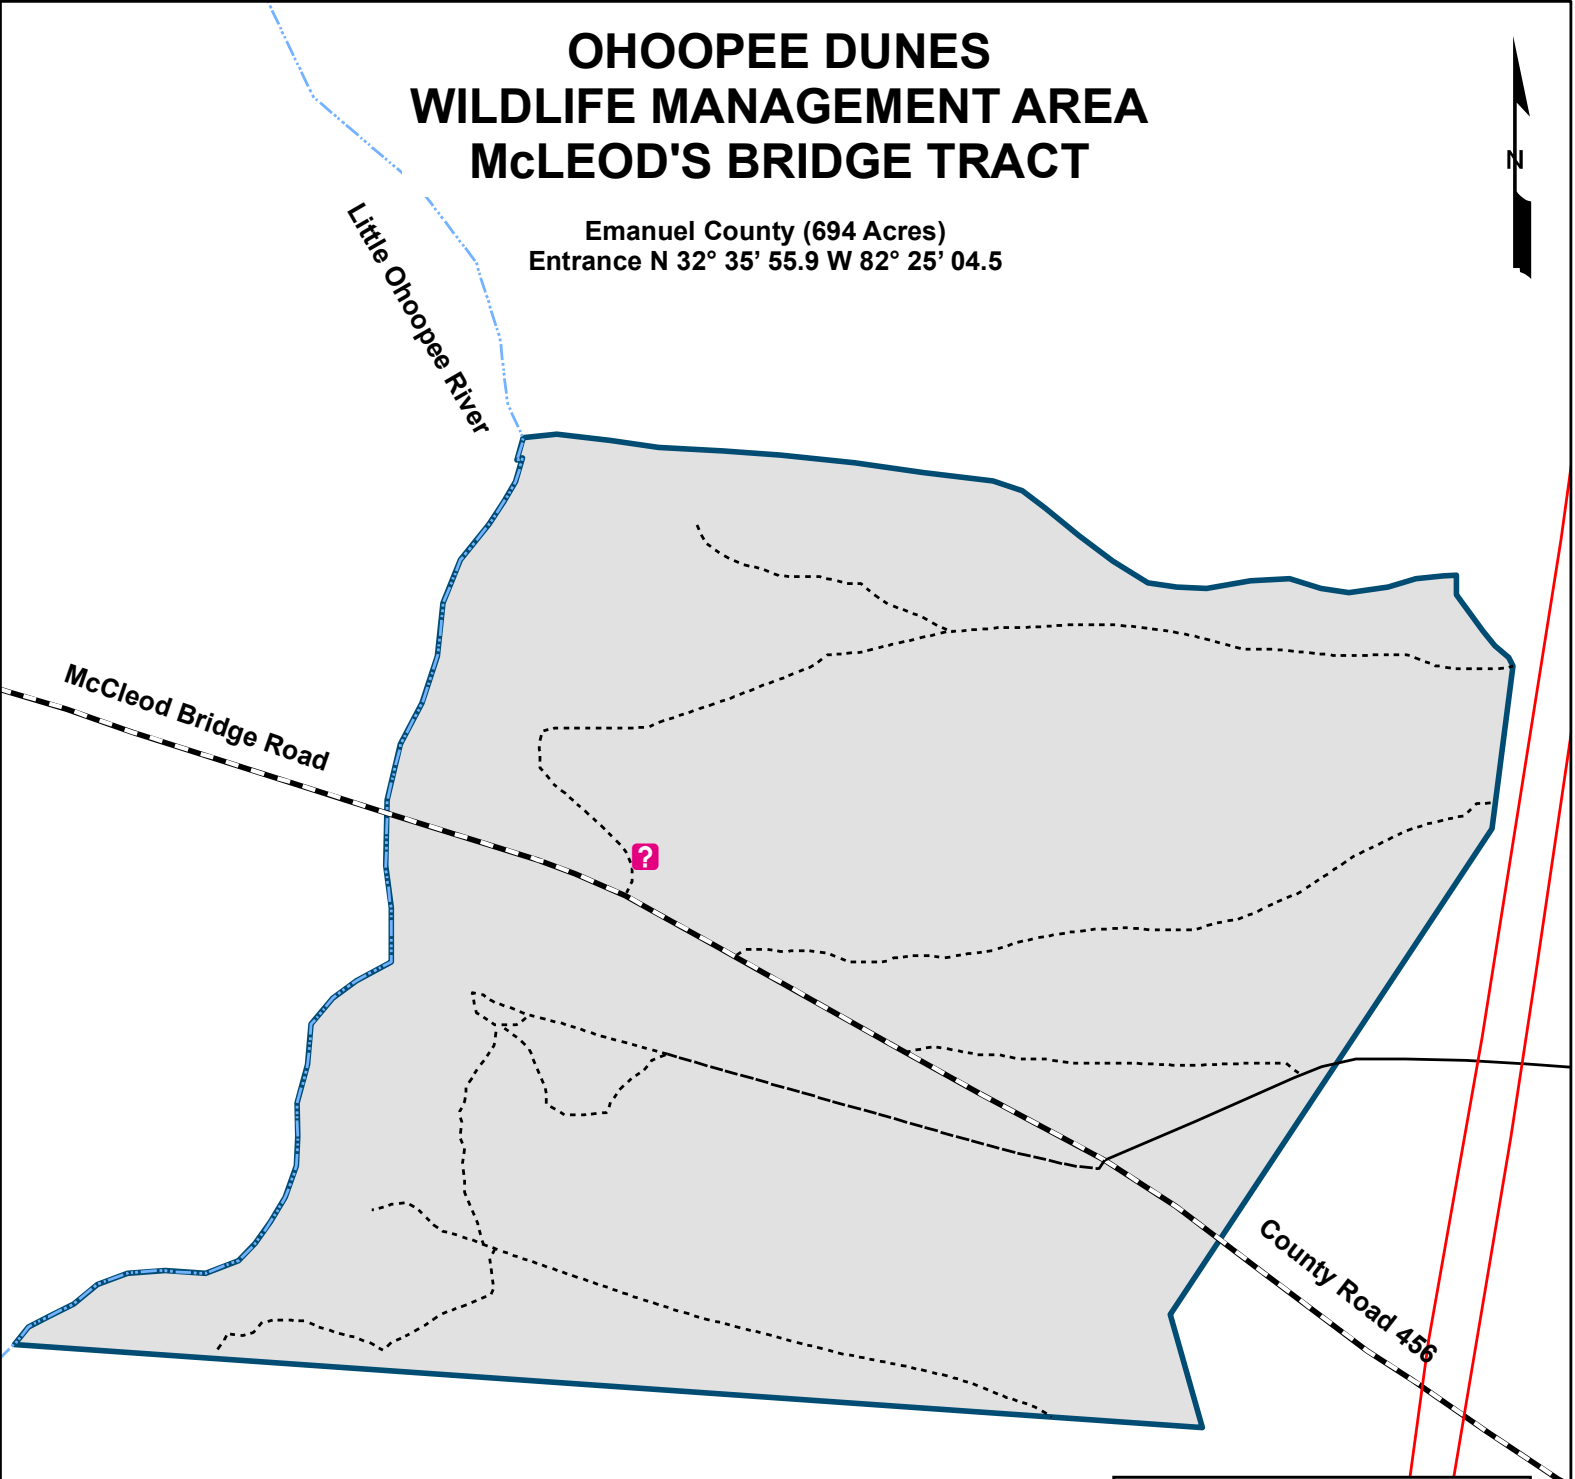 OHOOPEE DUNES
WILDLIFE MANAGEMENT AREA
McLEOD'S BRIDGE TRACT
N
Emanuel County (694 Acres)
Entrance N 32° 35’ 55.9 W 82° 25’ 04.5
Little Ohoopee River
McCleod Bridge Road
?
County Road 456